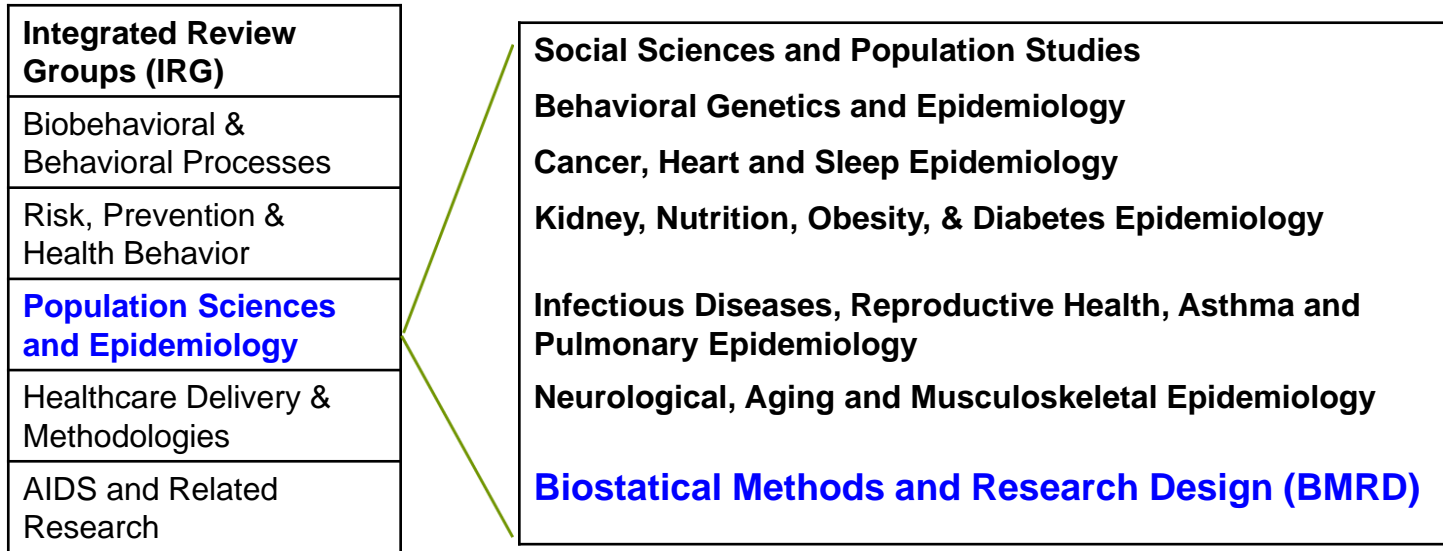 Integrated Review
Groups (IRG)
Biobehavioral &
Behavioral Processes
Risk, Prevention &
Health Behavior
Population Sciences
and Epidemiology
Healthcare Delivery &
Methodologies
AIDS and Related
Research
Social Sciences and Population Studies
Behavioral Genetics and Epidemiology
Cancer, Heart and Sleep Epidemiology
Kidney, Nutrition, Obesity, & Diabetes Epidemiology
Infectious Diseases, Reproductive Health, Asthma and
Pulmonary Epidemiology
Neurological, Aging and Musculoskeletal Epidemiology
Biostatical Methods and Research Design (BMRD)